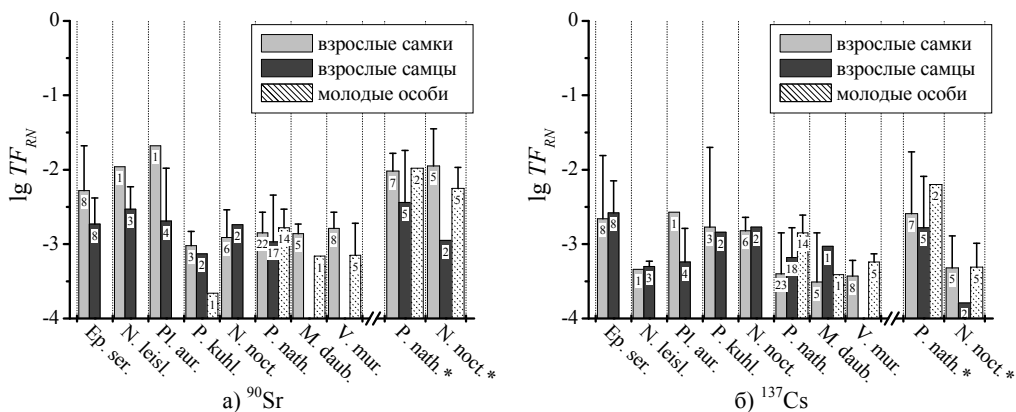 а)
0
-1
-2
-3
-4
lg TF_RN
взрослые самки
взрослые самцы
молодые особи
8 8 1 3 1 4 3 2 1 6 2 22 17 14 5 1 8 5 7 5 2 5 2 5
Ep. ser. N. leisl. Pl. aur. P. kuhl. N. noct. P. nath. M. daub. V. mur. P. nath. * N. noct. *
а) ⁹⁰Sr
б)
0
-1
-2
-3
-4
lg TF_RN
взрослые самки
взрослые самцы
молодые особи
8 8 1 3 1 4 3 2 6 2 23 18 14 5 1 1 8 5 7 5 2 5 2 5
Ep. ser. N. leisl. Pl. aur. P. kuhl. N. noct. P. nath. M. daub. V. mur. P. nath. * N. noct. *
б) ¹³⁷Cs